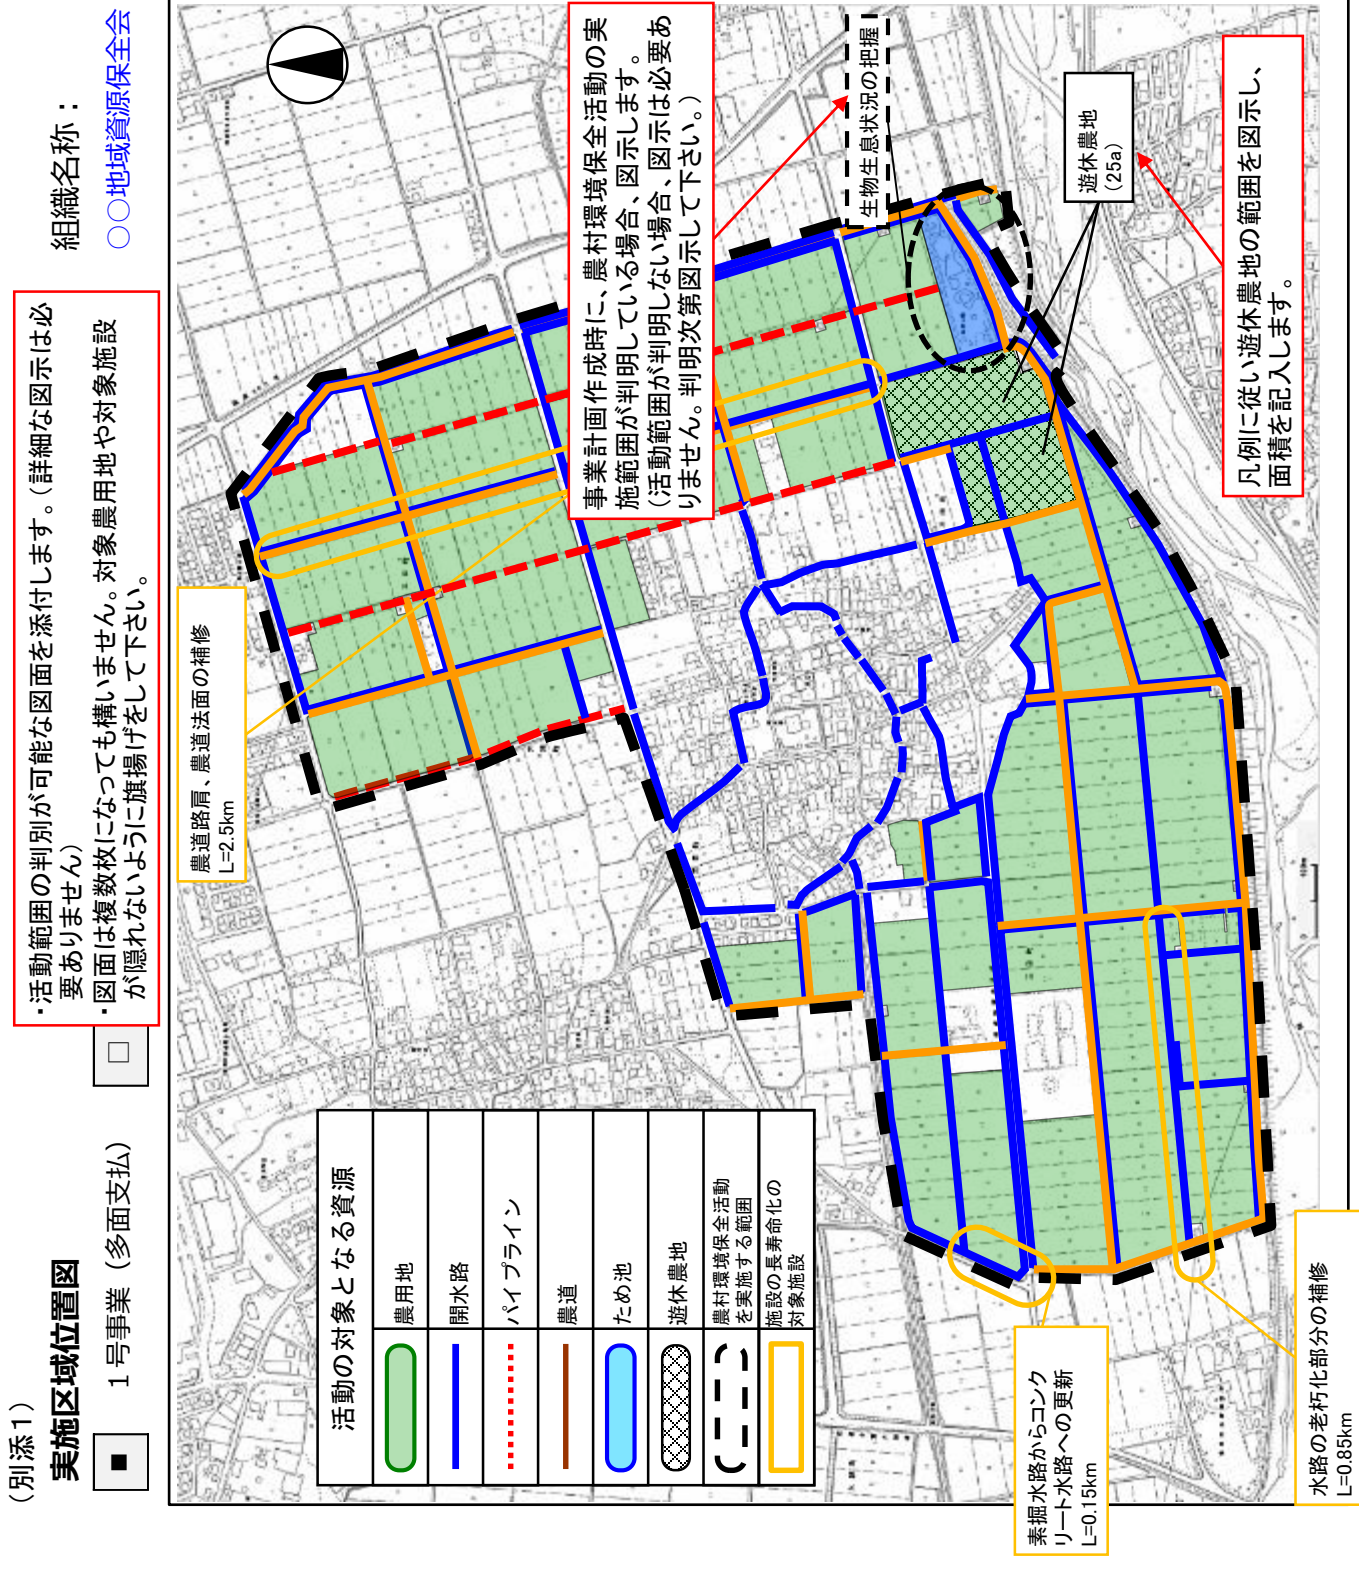 （別添１）
実施区域位置図
■
１号事業（多面支払）
□
・活動範囲の判別が可能な図面を添付します。（詳細な図示は必
要ありません）
・図面は複数枚になっても構いません。対象農用地や対象施設
が隠れないように旗揚げをして下さい。
組織名称：
○○地域資源保全会
農道路肩、農道法面の補修
L=2.5km
事業計画作成時に、農村環境保全活動の実
施範囲が判明している場合、図示します。
（活動範囲が判明しない場合、図示は必要あ
りません。判明次第図示して下さい。）
生物生息状況の把握
遊休農地
（25a）
凡例に従い遊休農地の範囲を図示し、
面積を記入します。
活動の対象となる資源
農用地
開水路
パイプライン
農道
ため池
遊休農地
農村環境保全活動
を実施する範囲
施設の長寿命化の
対象施設
素掘水路からコンク
リート水路への更新
L=0.15km
水路の老朽化部分の補修
L=0.85km